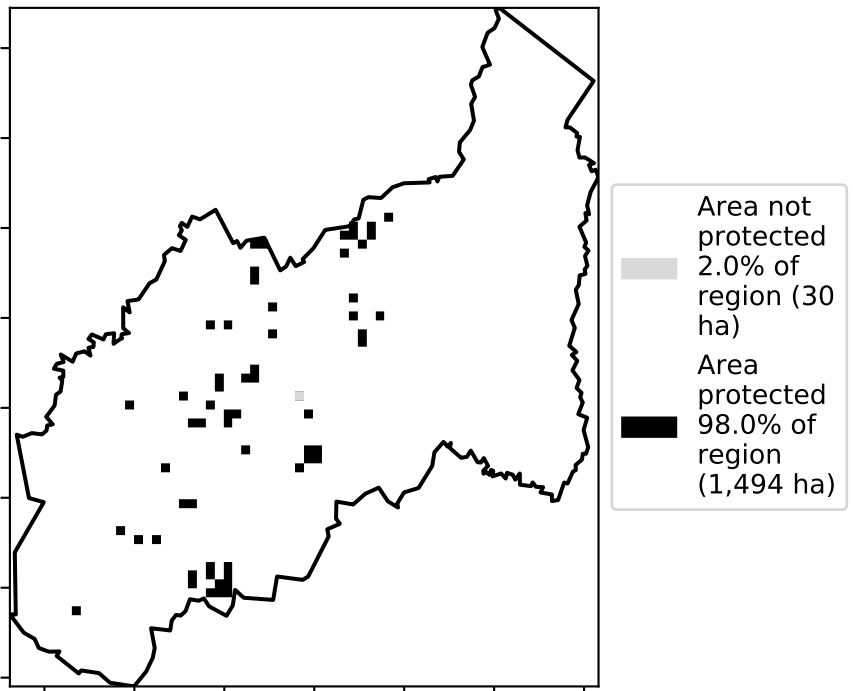 Area not
protected
2.0% of
region (30
ha)
Area
protected
98.0% of
region
(1,494 ha)